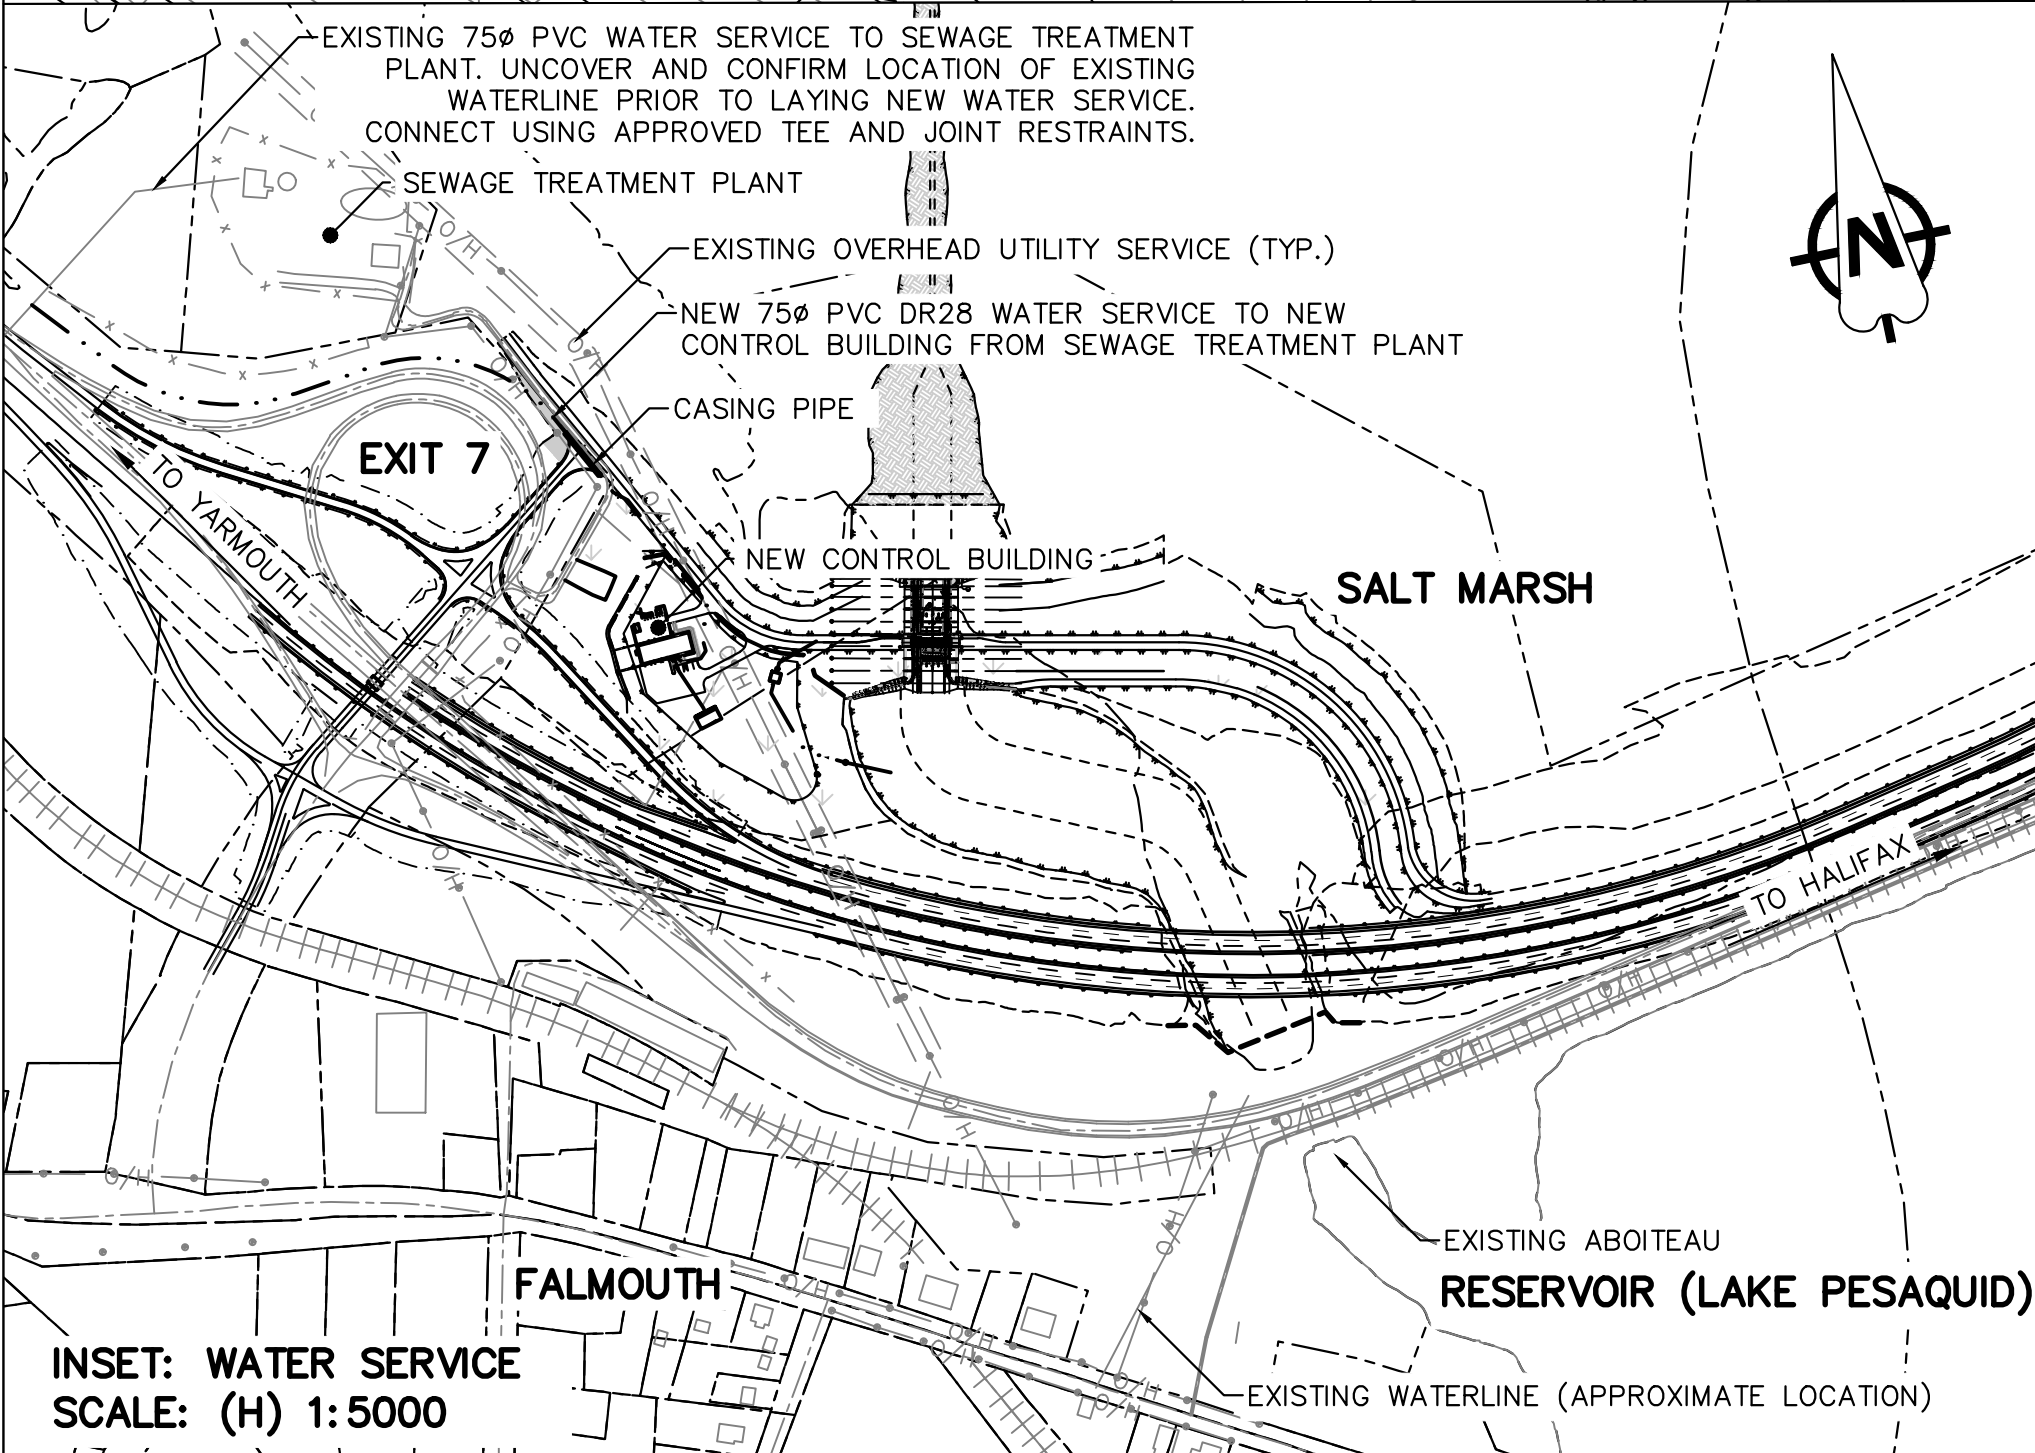 EXISTING 75ø PVC WATER SERVICE TO SEWAGE TREATMENT
PLANT. UNCOVER AND CONFIRM LOCATION OF EXISTING
WATERLINE PRIOR TO LAYING NEW WATER SERVICE.
CONNECT USING APPROVED TEE AND JOINT RESTRAINTS.
SEWAGE TREATMENT PLANT
O/H
EXISTING OVERHEAD UTILITY SERVICE (TYP.)
N
NEW 75ø PVC DR28 WATER SERVICE TO NEW
CONTROL BUILDING FROM SEWAGE TREATMENT PLANT
CASING PIPE
EXIT 7
TO YARMOUTH
NEW CONTROL BUILDING
SALT MARSH
O/H
O/H
O/H
O/H
TO HALIFAX
O/H
O/H
O/H
O/H
O/H
O/H
EXISTING ABOITEAU
RESERVOIR (LAKE PESAQUID)
FALMOUTH
O/H
O/H
O/H
O/H
O/H
EXISTING WATERLINE (APPROXIMATE LOCATION)
INSET: WATER SERVICE
SCALE: (H) 1:5000